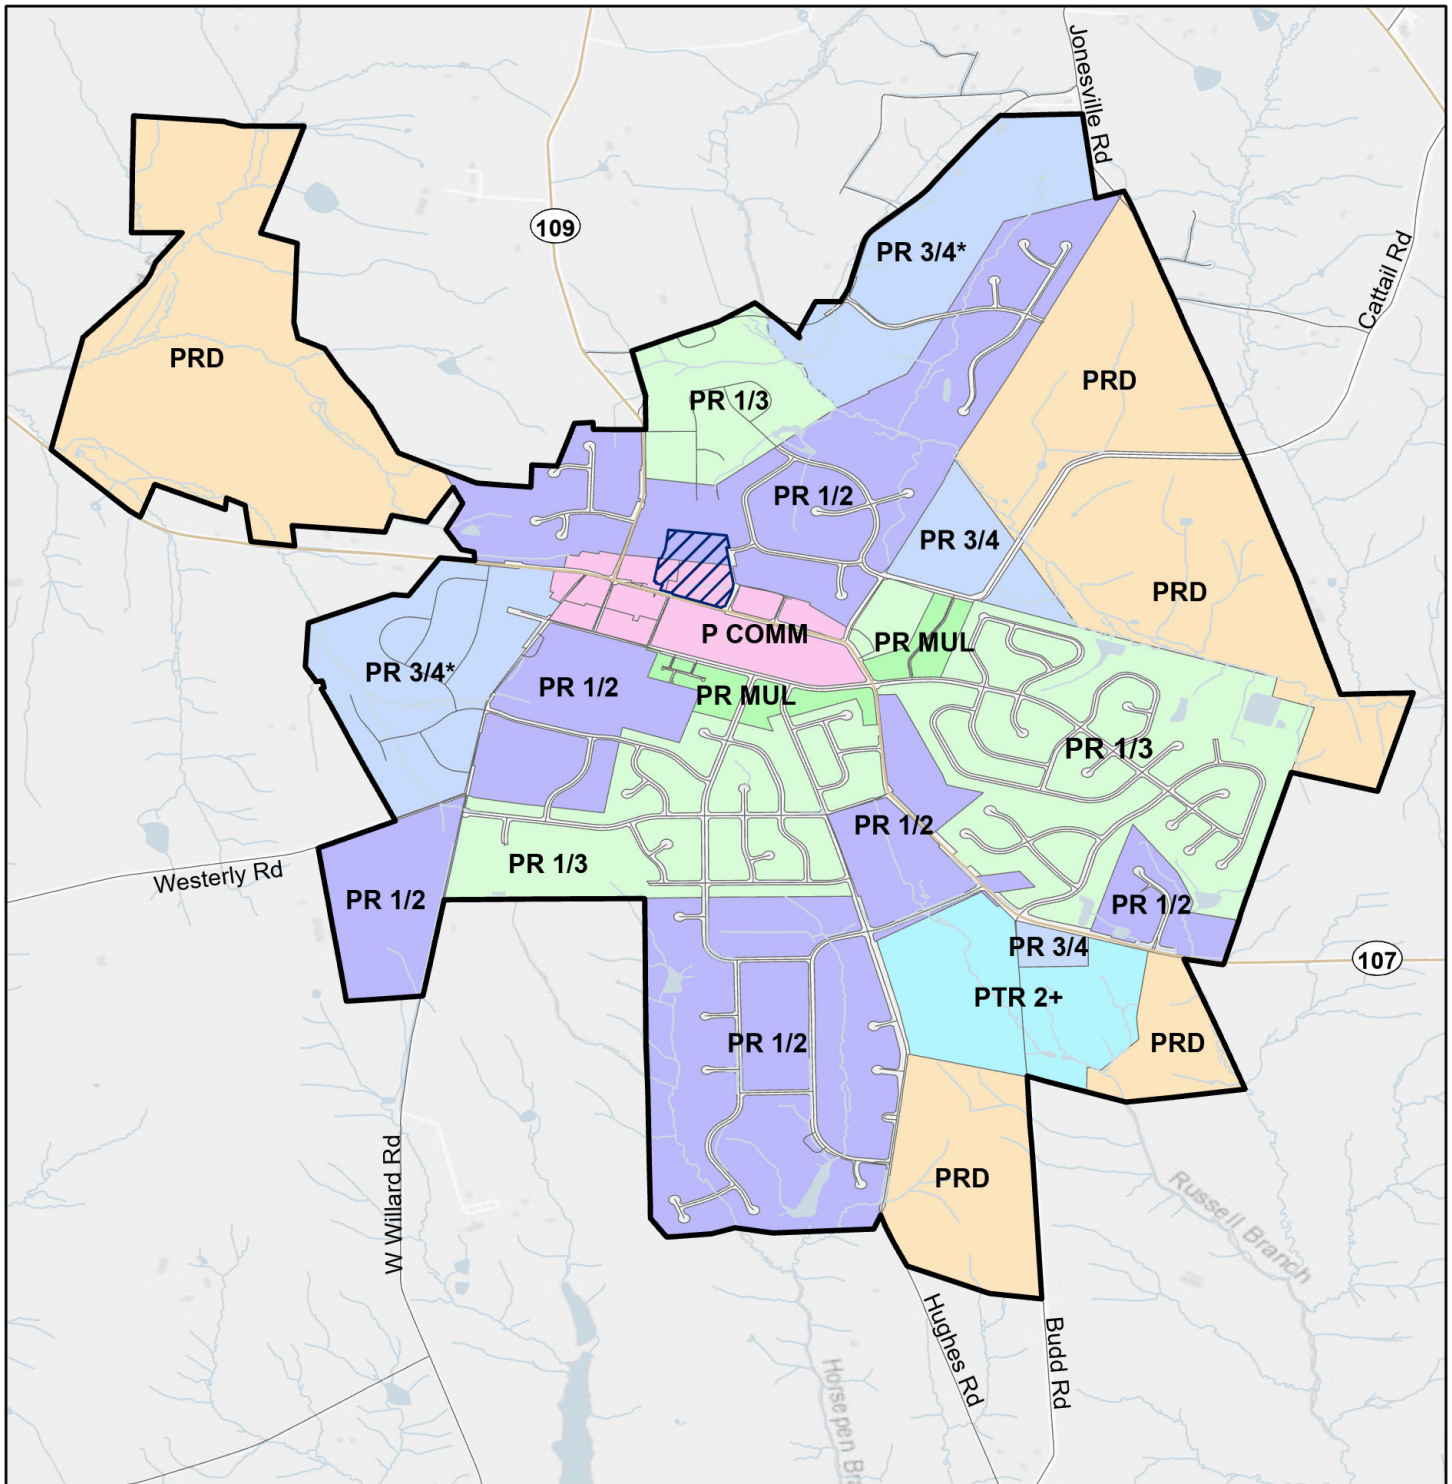 Jonesville Rd
109
PR 3/4*
Cattail Rd
PRD
PRD
PR 1/3
PR 1/2
PR 3/4
PRD
P COMM
PR MUL
PR 3/4*
PR 1/2
PR MUL
PR 1/3
PR 1/2
PR 1/3
Westerly Rd
PR 1/2
PR 1/2
PR 3/4
107
PTR 2+
PR 1/2
PRD
W Willard Rd
PRD
Russell Branch
Hughes Rd
Budd Rd
Horsepen Br